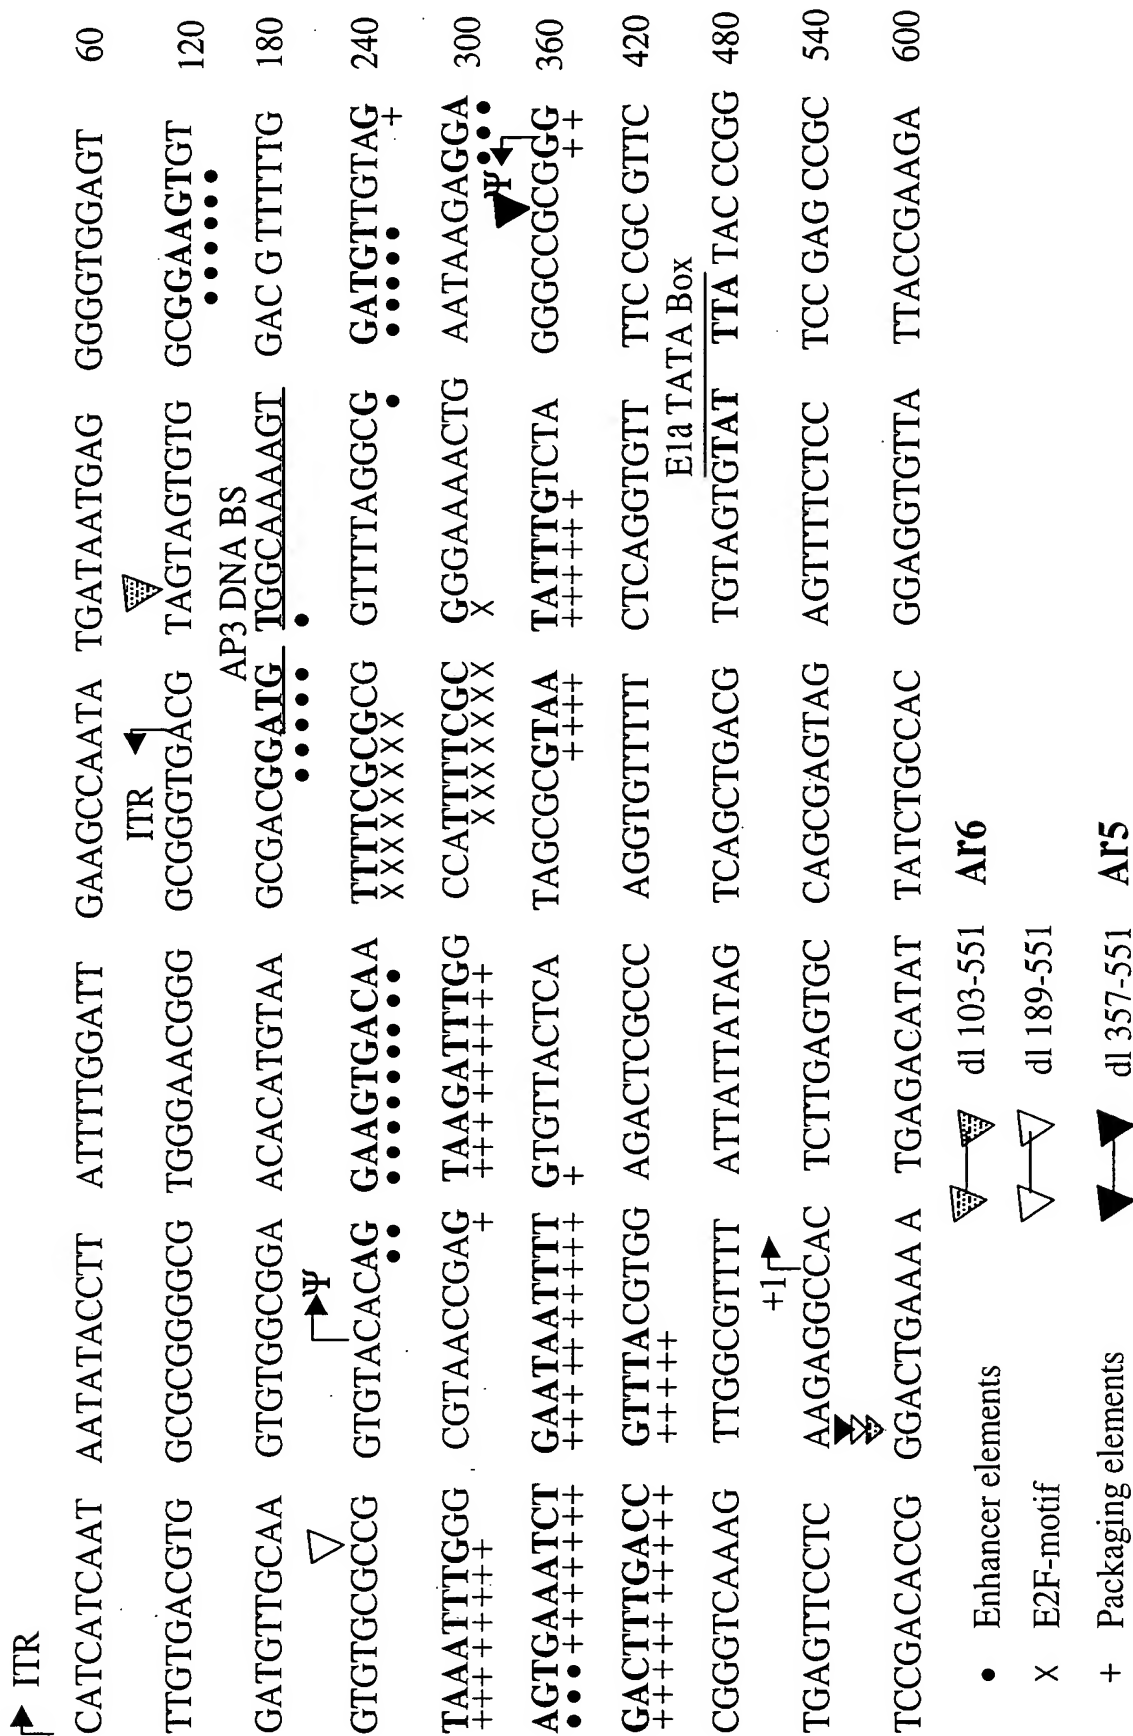 ITR
CATCATCAAT AATATACCTT ATTTTGGATT GAAGCCAATA TGATAATGAG GGGGTGGAGT 60
ITR
TTGTGACGTG GCGCGGGGCG TGGGAACGGG GCGGGTGACG TAGTAGTGTG GCGGAAGTGT 120
••••••
AP3 DNA BS
GATGTTGCAA GTGTGGCGGA ACACATGTAA GCGACGGATG TGGCAAAAGT GAC G TTTTTG 180
••••• •
Ψ
GTGTGCGCCG GTGTACACAG GAAGTGACAA TTTTCGCGCG GTTTTAGGCG GATGTTGTAG 240
•• •••••••••• XXXXXXXX • ••••• +
TAAATTTGGG CGTAACCGAG TAAGATTTGG CCATTTTCGC GGGAAAACTG AATAAGAGGA 300
++++++++ + ++++++++++ XXXXXXX X •••
Ψ
AGTGAAATCT GAATAATTTT GTGTTACTCA TAGCGCGTAA TATTTGTCTA GGGCCGCGGG 360
•••+++++++ ++++++++++ + ++++ ++++++ ++
GACTTTGACC GTTTACGTGG AGACTCGCCC AGGTGTTTTT CTCAGGTGTT TTC CGC GTTC 420
++++++++++ +++++
E1a TATA Box
CGGGTCAAAG TTGGCGTTTT ATTATTATAG TCAGCTGACG TGTAGTGTAT TTA TAC CCGG 480
+1
TGAGTTCCTC AAGAGGCCAC TCTTGAGTGC CAGCGAGTAG AGTTTTCTCC TCC GAG CCGC 540
TCCGACACCG GGACTGAAA A TGAGACATAT TATCTGCCAC GGAGGTGTTA TTACCGAAGA 600
• Enhancer elements dl 103-551 Ar6
X E2F-motif dl 189-551
+ Packaging elements dl 357-551 Ar5